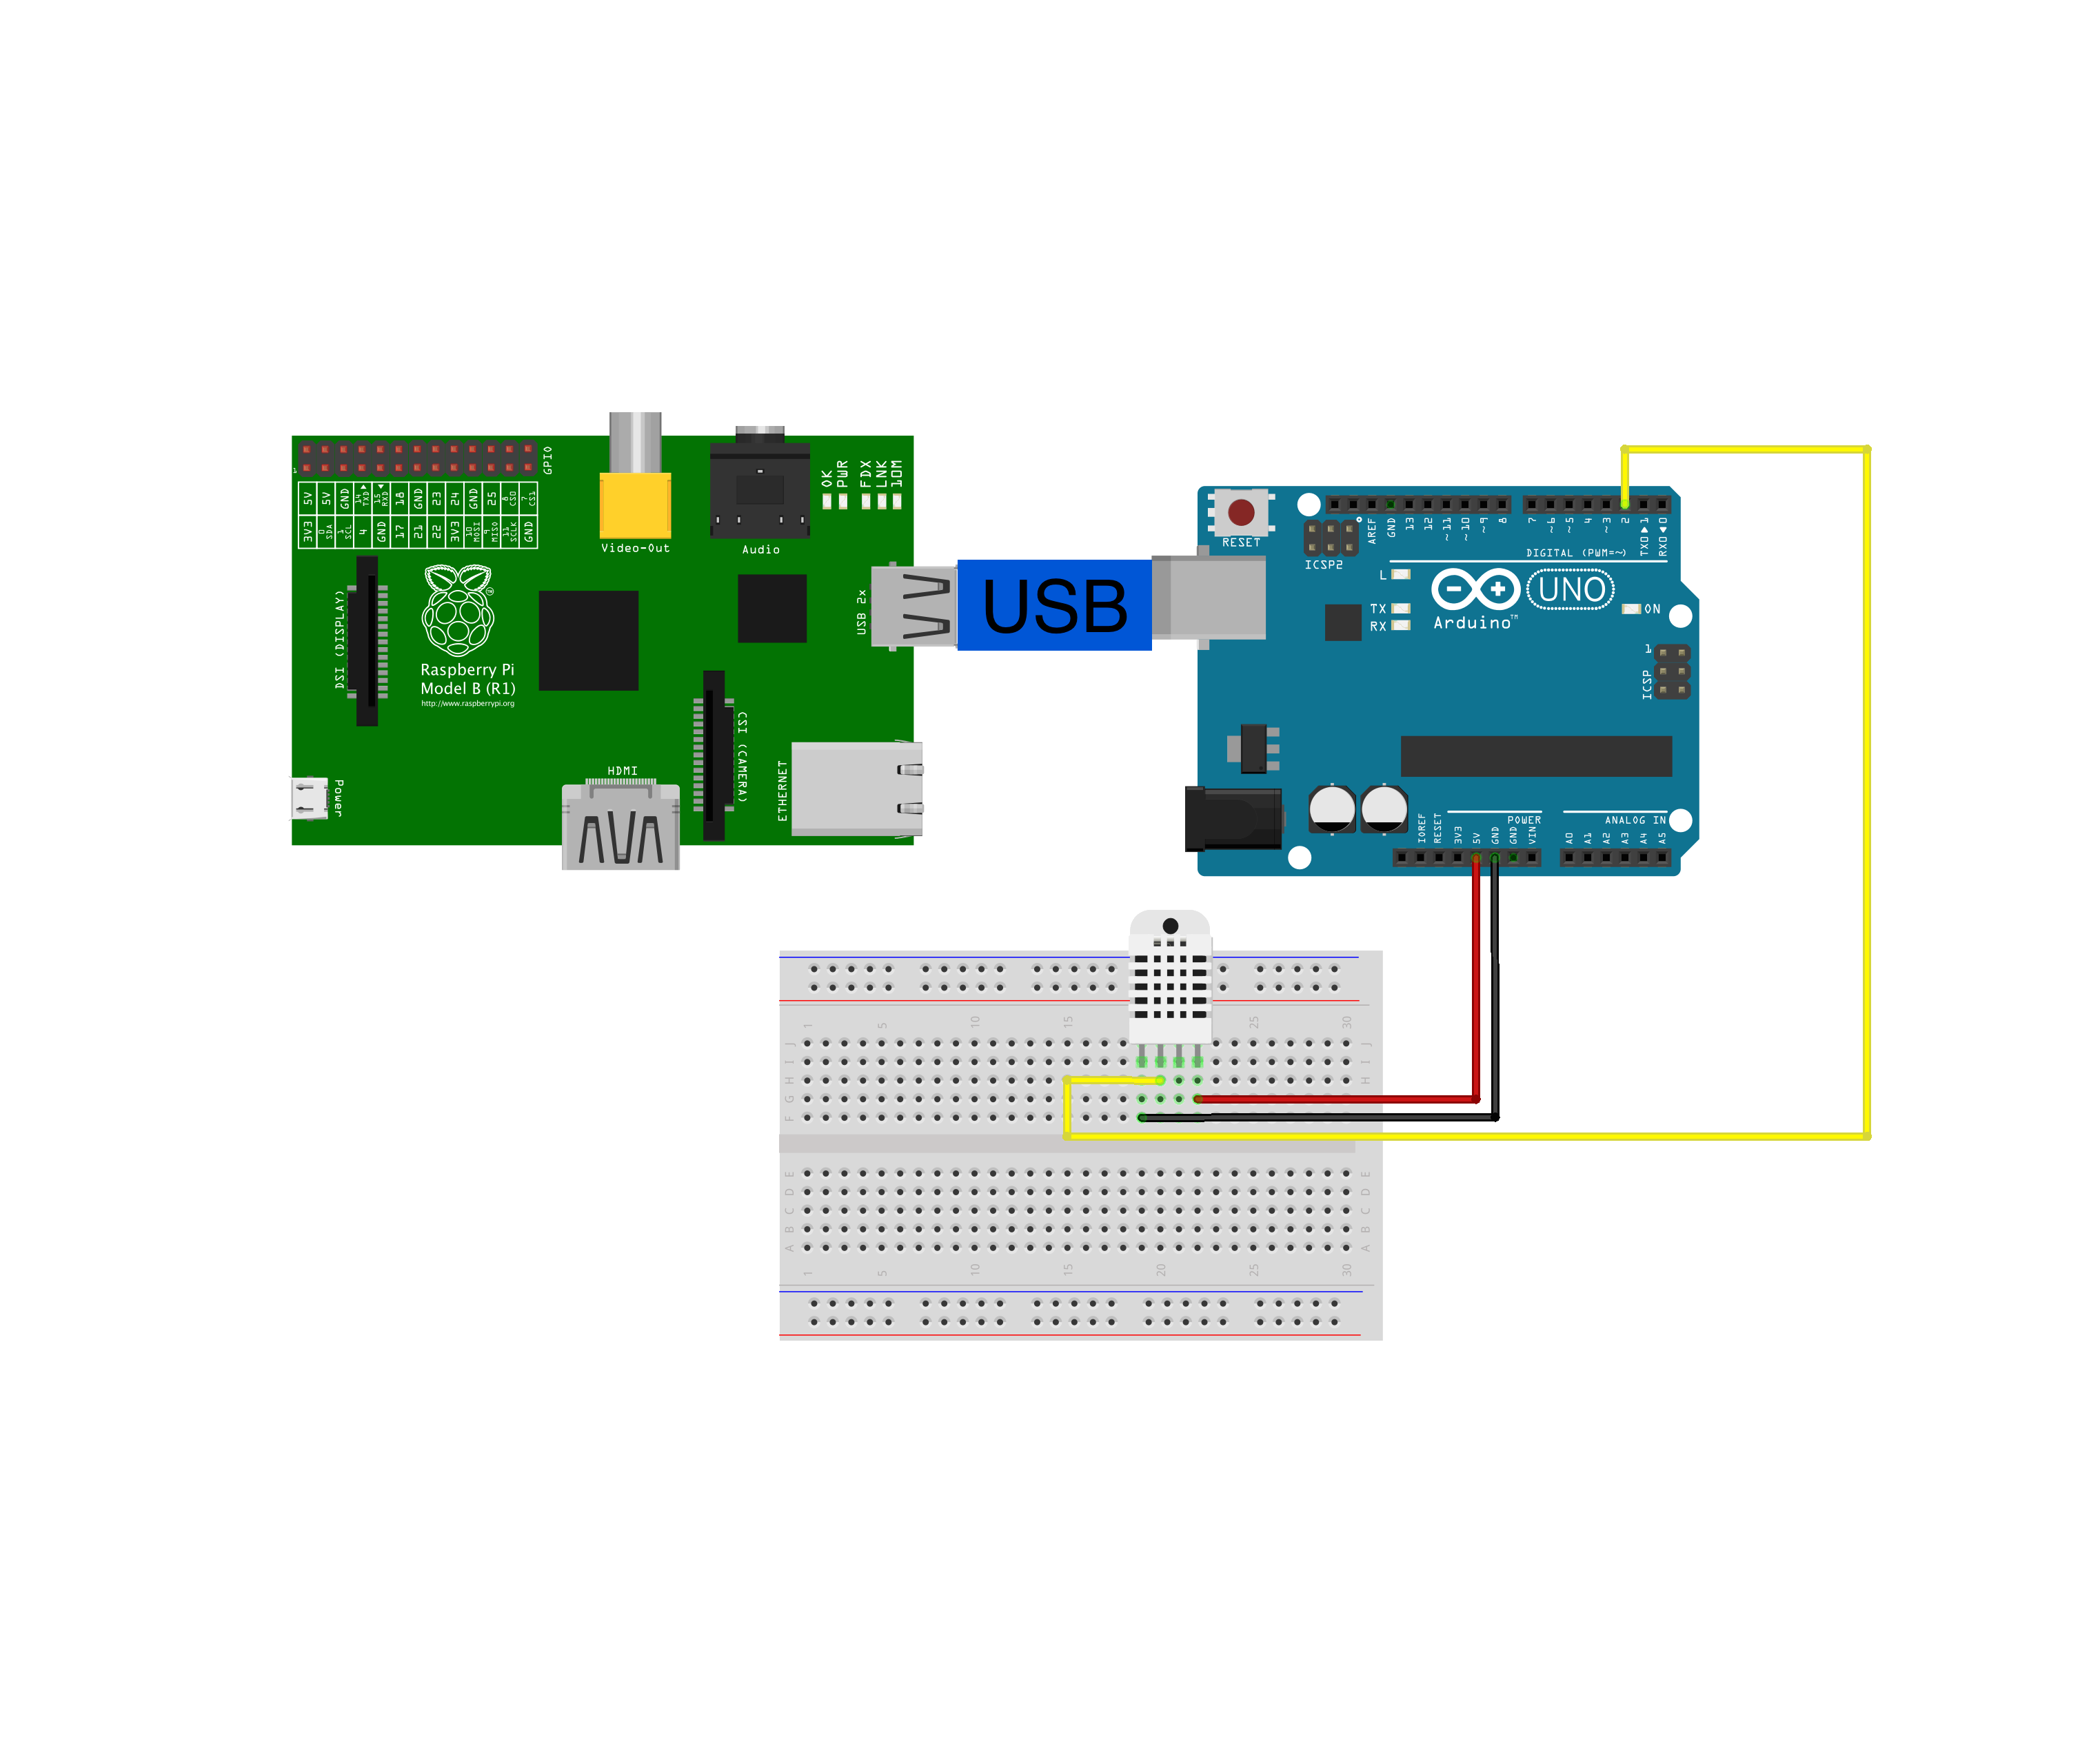 GPIO
1
5V 5V GND 14 TXD 15 RXD 18 GND 23 24 GND 25 8 CS0 7 CS1
3V3 0 SDA 1 SCL 4 GND 17 21 22 3V3 10 MOSI 9 MISO 11 SCLK GND
Video-Out
Audio
OK
PWR
FDX
LNK
10M
DSI (DISPLAY)
Raspberry Pi
Model B (R1)
http://www.raspberrypi.org
TM
USB 2x
CSI (CAMERA)
ETHERNET
HDMI
Power
USB
RESET
ICSP2
AREF GND 13 12 ~11 ~10 ~9 8 7 ~6 ~5 4 ~3 2 TX0 1 RX0 0
DIGITAL (PWM=~)
L
TX
RX
Arduino
TM
UNO
ON
1
ICSP
POWER
ANALOG IN
IOREF RESET 3V3 5V GND GND VIN A0 A1 A2 A3 A4 A5
1 5 10 15 25 30
J J
I I
H H
G G
F F
E E
D D
C C
B B
A A
1 5 10 15 20 25 30